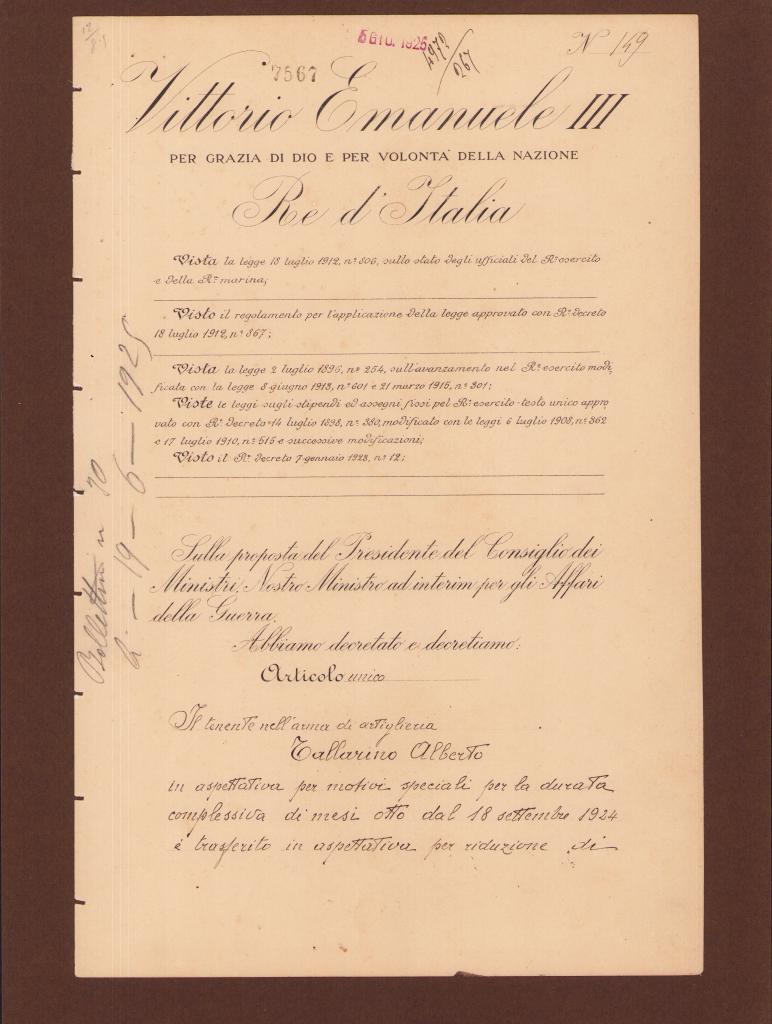 N 149
5 GIU. 1925
7567
Vittorio Emanuele III
PER GRAZIA DI DIO E PER VOLONTA' DELLA NAZIONE
Re d'Italia
Vista la legge 18 luglio 1912, n.º 806, sullo stato degli ufficiali del R.º esercito
e della R.ª marina;
Visto il regolamento per l'applicazione della legge approvato con R.º decreto
18 luglio 1912, n.º 867;
Vista la legge 2 luglio 1896, n.º 254, sull'avanzamento nel R.º esercito modi-
ficata con la legge 8 giugno 1913, n.º 601 e 21 marzo 1915, n.º 301;
Viste le leggi sugli stipendi ed assegni fissi pel R.º esercito testo unico appro-
vato con R.º decreto 14 luglio 1898, n.º 380, modificato con le leggi 6 luglio 1908, n.º 362
e 17 luglio 1910, n.º 515 e successive modificazioni;
Visto il R.º decreto 7 gennaio 1923, n.º 12;
Sulla proposta del Presidente del Consiglio dei
Ministri, Nostro Ministro ad interim per gli Affari
della Guerra;
Abbiamo decretato e decretiamo:
Articolo unico
Il tenente nell'arma di artiglieria
Tallarino Alberto
in aspettativa per motivi speciali per la durata
complessiva di mesi otto dal 18 settembre 1924
è trasferito in aspettativa per riduzione di
Bollettino n 70
19-6-1925